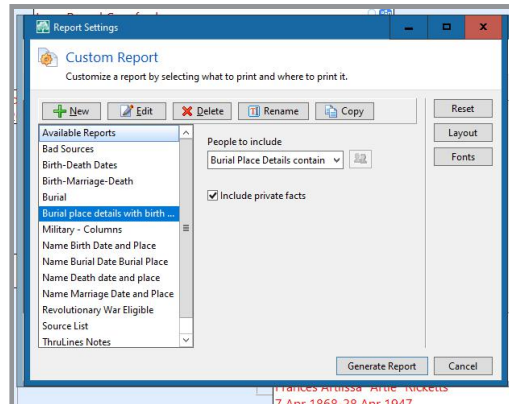 Report Settings
Custom Report
Customize a report by selecting what to print and where to print it.
New Edit Delete Rename Copy Reset
Layout
Fonts
Available Reports
Bad Sources
Birth-Death Dates
Birth-Marriage-Death
Burial
Burial place details with birth ...
Military - Columns
Name Birth Date and Place
Name Burial Date Burial Place
Name Death date and place
Name Marriage Date and Place
Revolutionary War Eligible
Source List
ThruLines Notes
People to include
Burial Place Details contain
Include private facts
Generate Report Cancel
Frances Artlissa "Artie" Ricketts
7 Apr 1868-28 Apr 1947